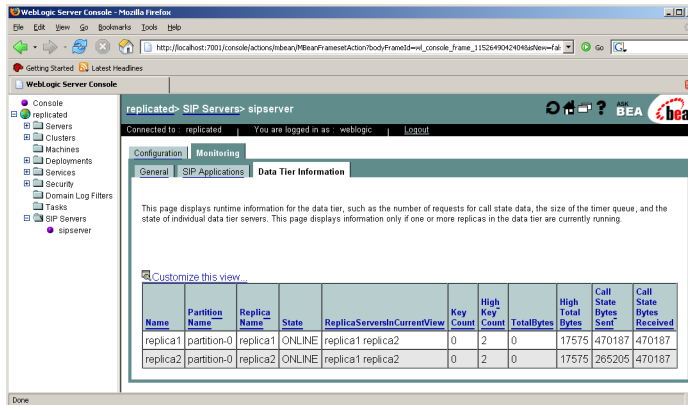 WebLogic Server Console - Mozilla Firefox
File Edit View Go Bookmarks Tools Help
http://localhost:7001/console/actions/mbean/MBeanFramesetAction?bodyFrameId=wl_console_frame_1152649042404&isNew=fal
Go
Getting Started Latest Headlines
WebLogic Server Console
Console
replicated
Servers
Clusters
Machines
Deployments
Services
Security
Domain Log Filters
Tasks
SIP Servers
sipserver
replicated> SIP Servers> sipserver
ASK BEA
bea
Connected to : replicated | You are logged in as : weblogic | Logout
Configuration Monitoring
General SIP Applications Data Tier Information
This page displays runtime information for the data tier, such as the number of requests for call state data, the size of the timer queue, and the
state of individual data tier servers. This page displays information only if one or more replicas in the data tier are currently running.
Customize this view...
Name Partition Name Replica Name State ReplicaServersInCurrentView Key Count High Key Count TotalBytes High Total Bytes Call State Bytes Sent Call State Bytes Received
replica1 partition-0 replica1 ONLINE replica1 replica2 0 2 0 17575 470187 470187
replica2 partition-0 replica2 ONLINE replica1 replica2 0 2 0 17575 265205 470187
Done